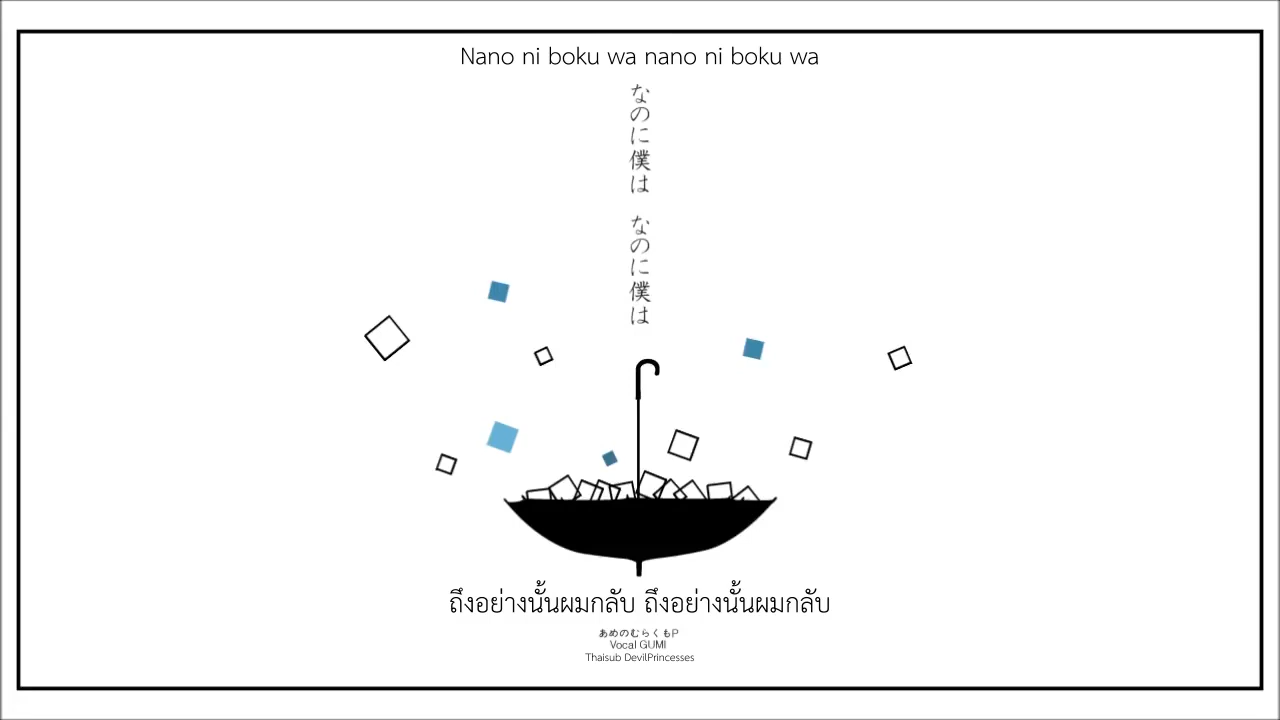 Nano ni boku wa nano ni boku wa
なのに僕は　なのに僕は
ถึงอย่างนั้นผมกลับ ถึงอย่างนั้นผมกลับ
あめのむらくもP
Vocal GUMI
Thaisub DevilPrincesses